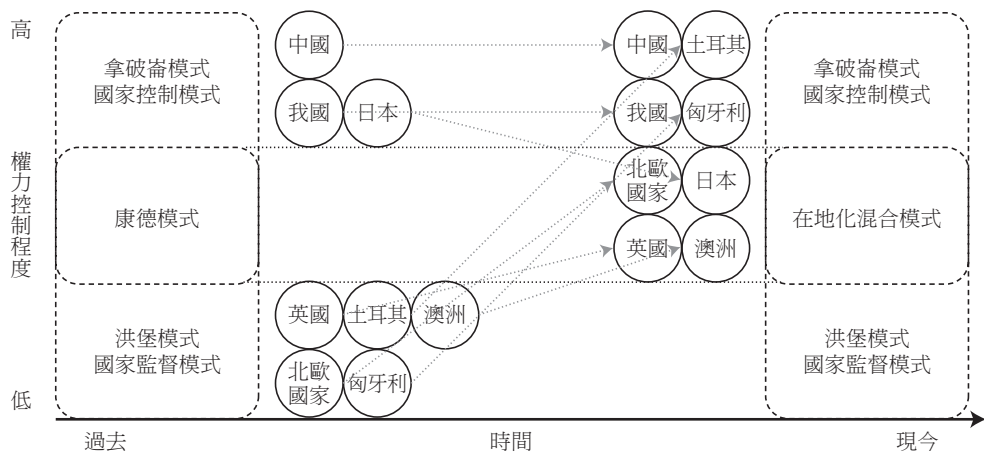 高
權力控制程度
低
拿破崙模式
國家控制模式
康德模式
洪堡模式
國家監督模式
中國
我國
日本
英國
土耳其
澳洲
北歐
國家
匈牙利
中國
土耳其
我國
匈牙利
北歐
國家
日本
英國
澳洲
拿破崙模式
國家控制模式
在地化混合模式
洪堡模式
國家監督模式
過去
時間
現今